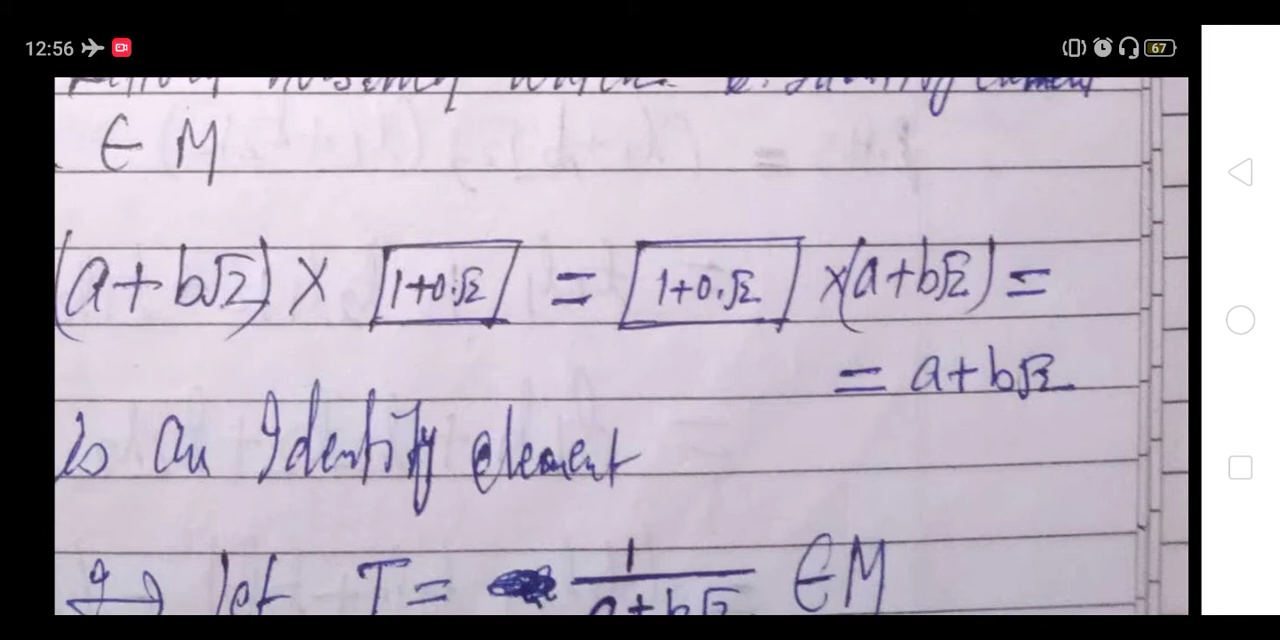 12:56 67
∈ M
(a+b√2) × [1+0.√2] = [1+0.√2] ×(a+b√2) =
= a+b√2
is an Identity element
let T = 1/(a+b√2) ∈ M